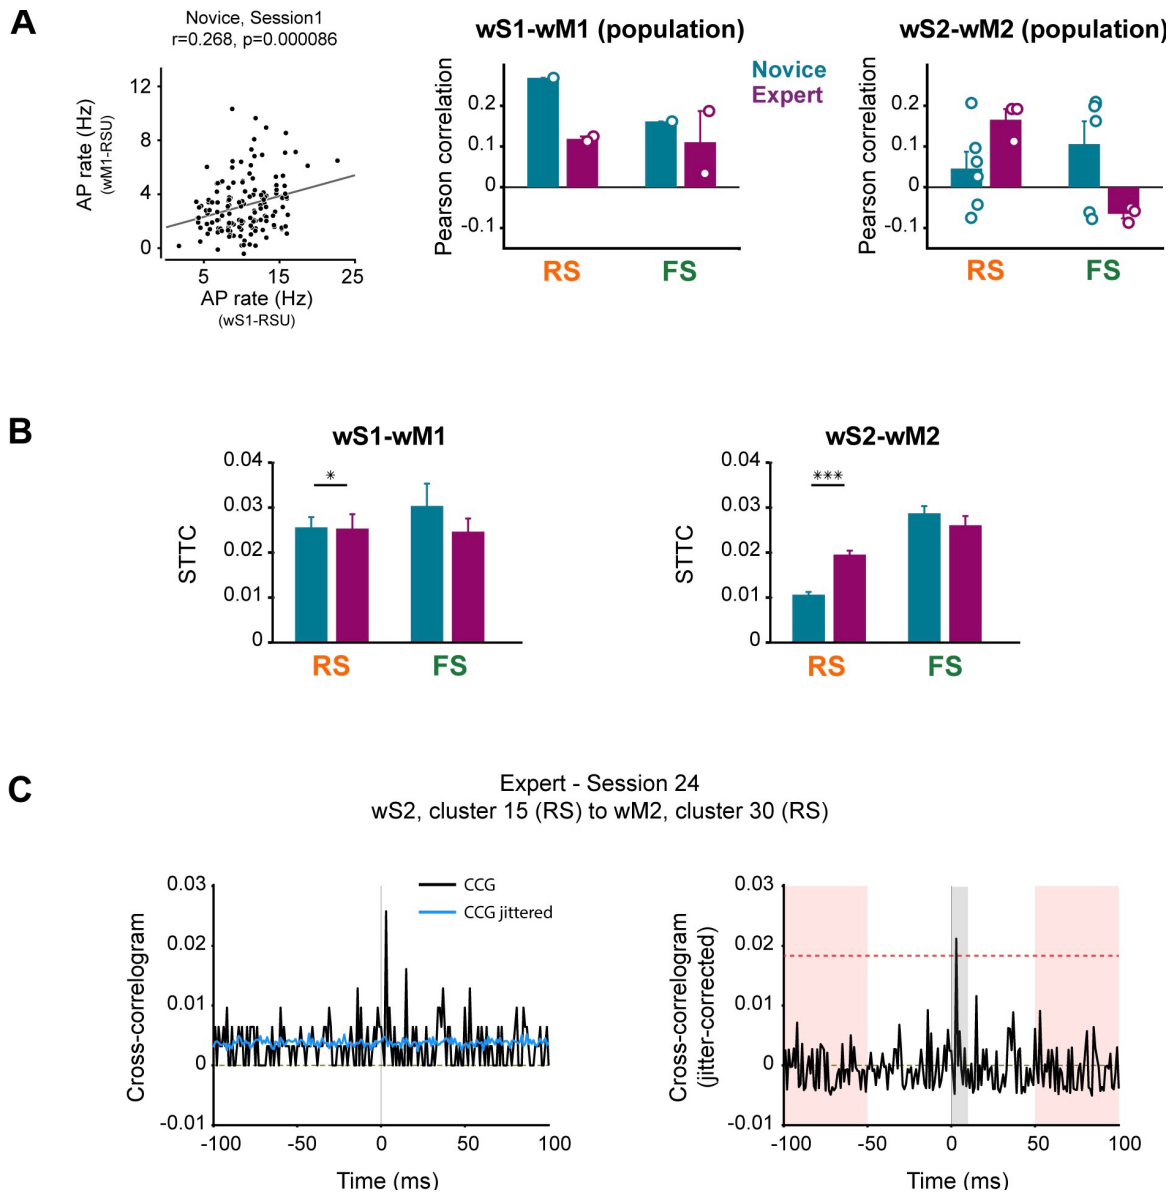 A
Novice, Session1
r=0.268, p=0.000086
12
8
4
0
AP rate (Hz)
(wM1-RSU)
5
15
25
AP rate (Hz)
(wS1-RSU)
wS1-wM1 (population)
Pearson correlation
0.2
0.1
0
-0.1
RS
FS
Novice
Expert
wS2-wM2 (population)
Pearson correlation
0.2
0.1
0
-0.1
RS
FS
B
wS1-wM1
STTC
0.04
0.03
0.02
0.01
0
*
RS
FS
wS2-wM2
STTC
0.04
0.03
0.02
0.01
0
***
RS
FS
C
Expert - Session 24
wS2, cluster 15 (RS) to wM2, cluster 30 (RS)
Cross-correlogram
0.03
0.02
0.01
0
-0.01
CCG
CCG jittered
-100
-50
0
50
100
Time (ms)
Cross-correlogram
(jitter-corrected)
0.03
0.02
0.01
0
-0.01
-100
-50
0
50
100
Time (ms)